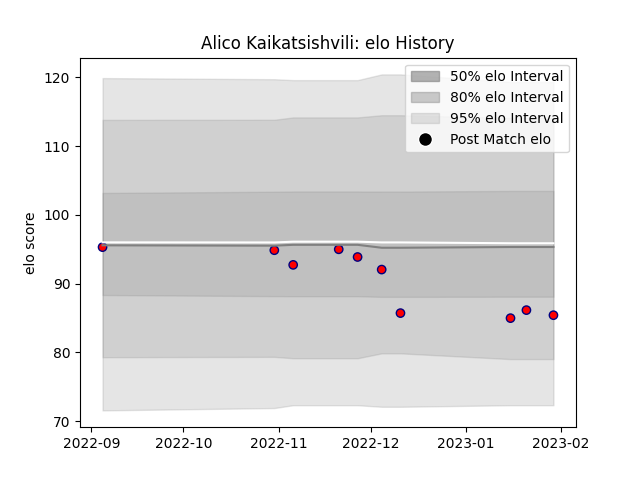 Alico Kaikatsishvili: elo History
120
110
100
90
80
70
elo score
50% elo Interval
80% elo Interval
95% elo Interval
Post Match elo
2022-09
2022-10
2022-11
2022-12
2023-01
2023-02